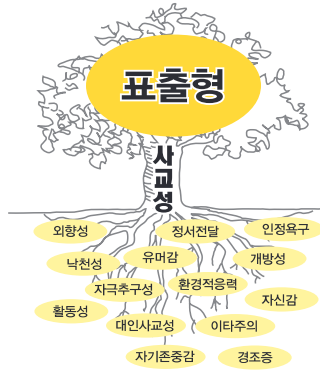 표출형
사교성
외향성
정서전달
인정욕구
낙천성
유머감
개방성
자극추구성
환경적응력
활동성
자신감
대인사교성
이타주의
자기존중감
경조증